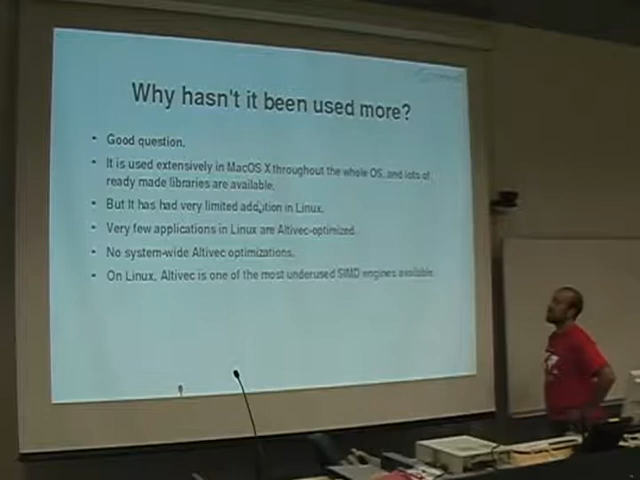 Why hasn't it been used more?
• Good question.
• It is used extensively in MacOS X throughout the whole OS, and lots of
ready made libraries are available.
• But It has had very limited addition in Linux.
• Very few applications in Linux are Altivec-optimized.
• No system-wide Altivec optimizations.
• On Linux, Altivec is one of the most underused SIMD engines available.